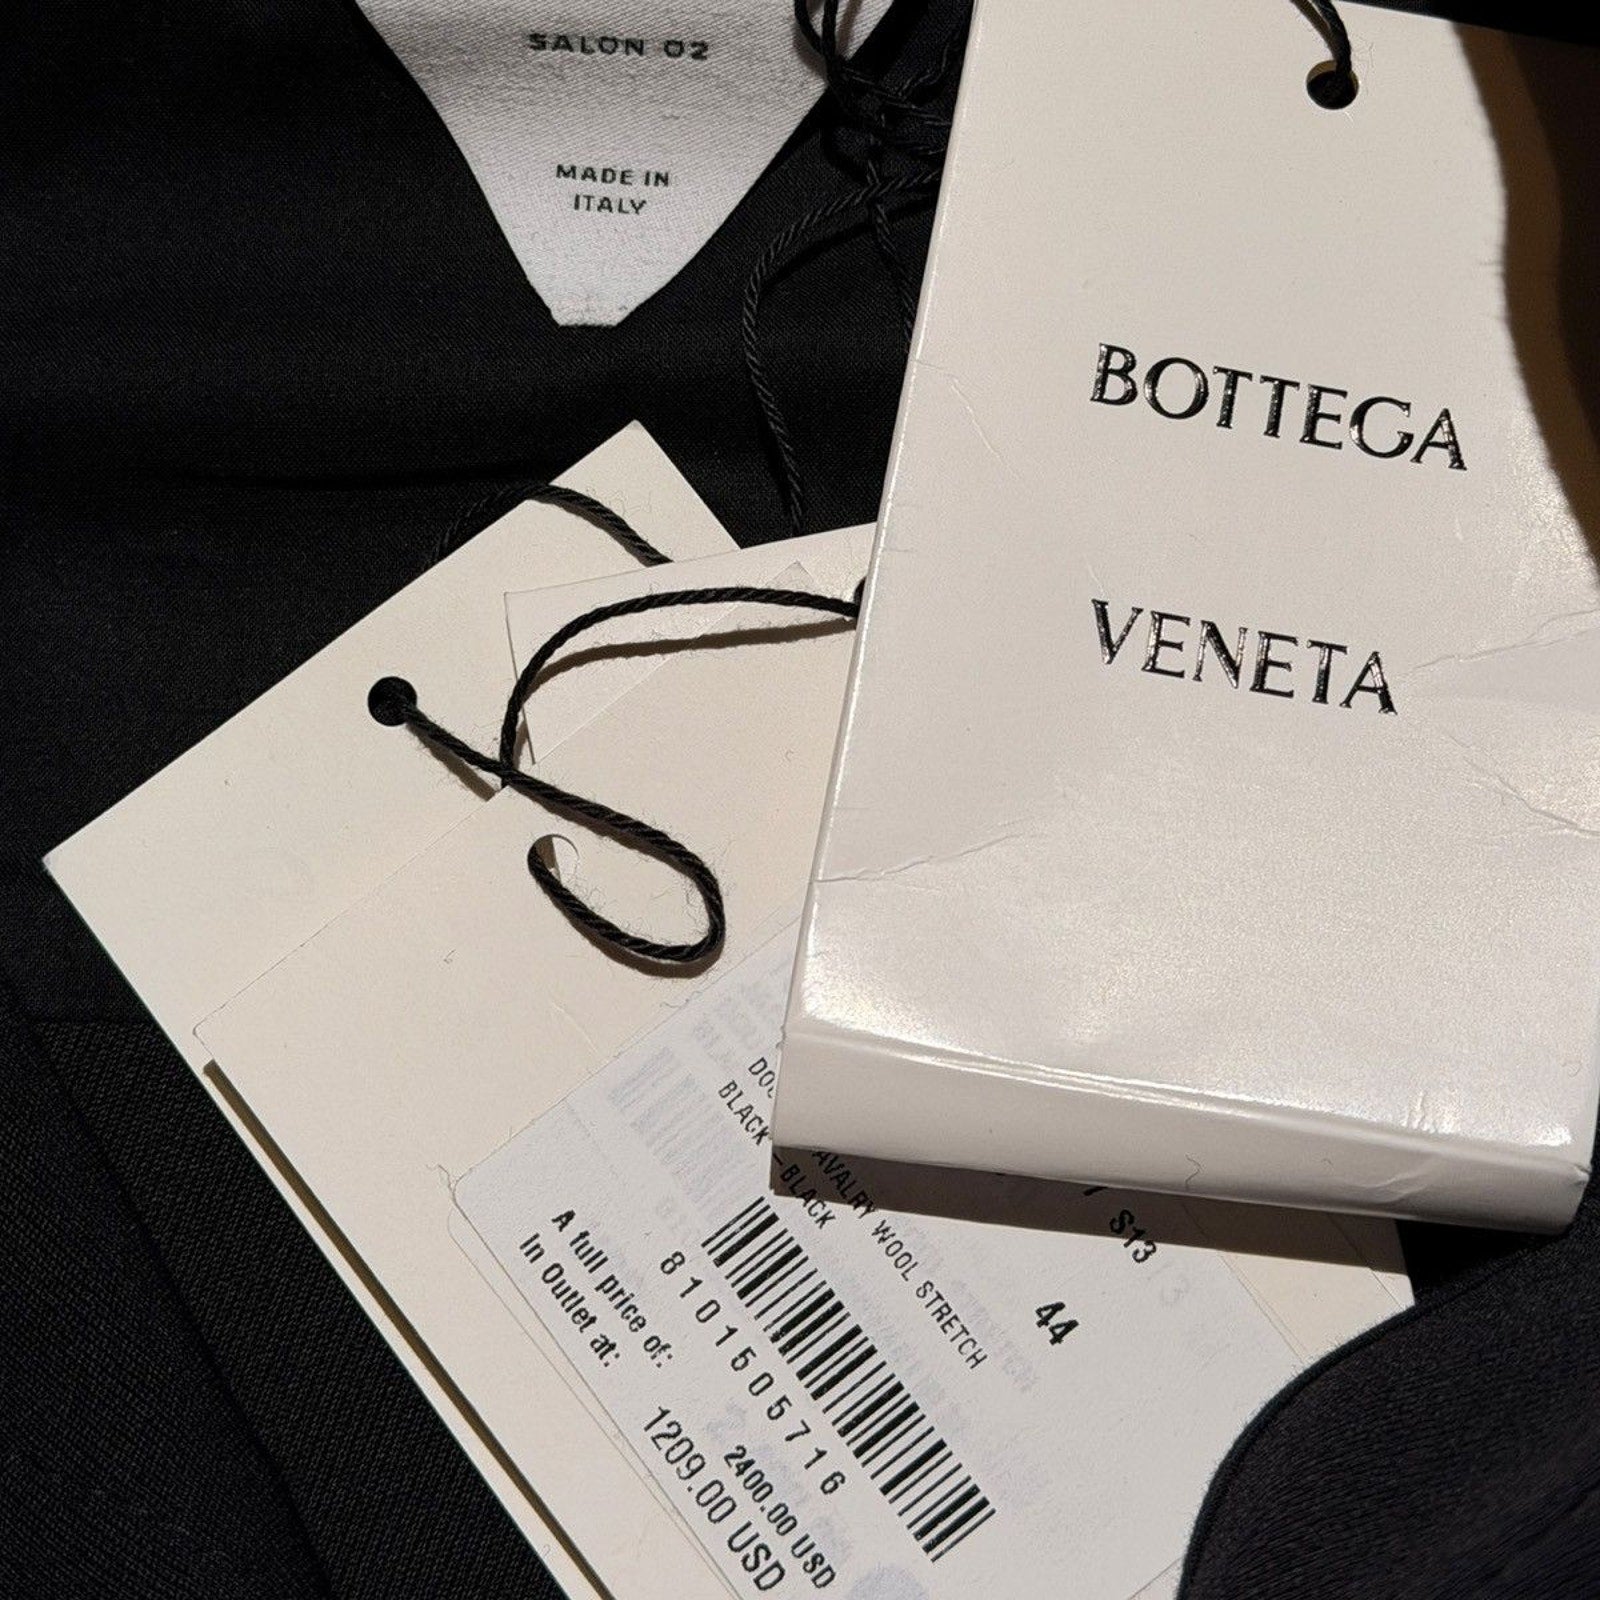 SALON 02
MADE IN
ITALY
BOTTEGA
VENETA
AVALRY WOOL STRETCH
BLACK - BLACK
S13
44
8101505716
A full price of: 2400.00 USD
In Outlet at: 1209.00 USD